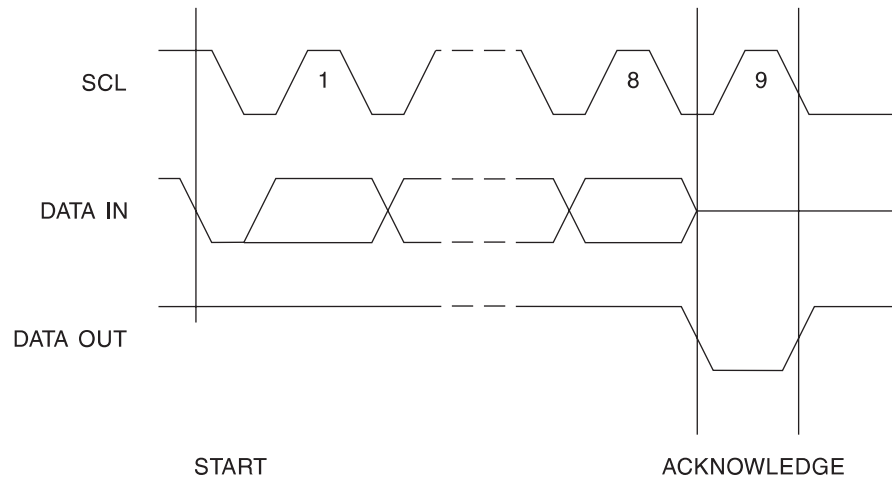 SCL
1
8
9
DATA IN
DATA OUT
START
ACKNOWLEDGE